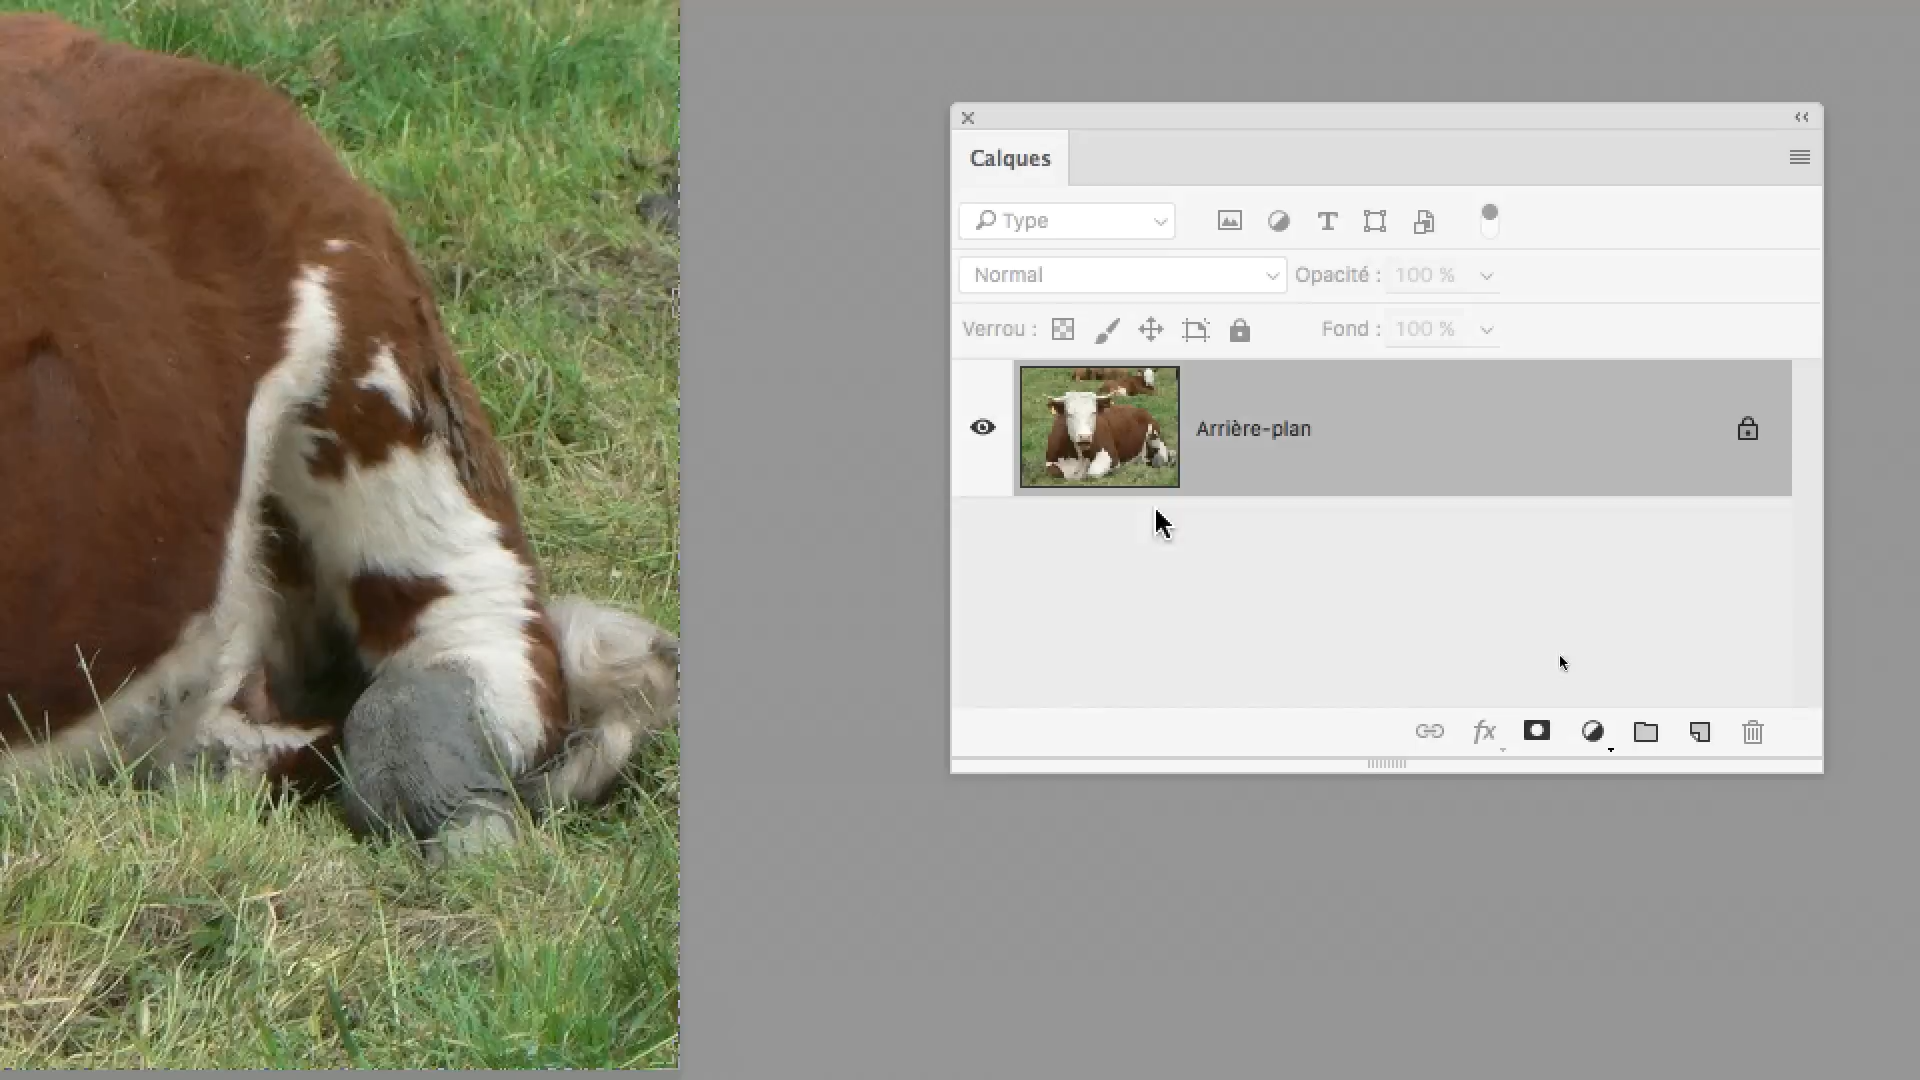 Calques
Type
Normal Opacité : 100 %
Verrou : Fond : 100 %
Arrière-plan
fx